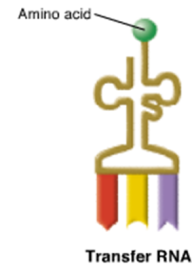 Amino acid
Transfer RNA